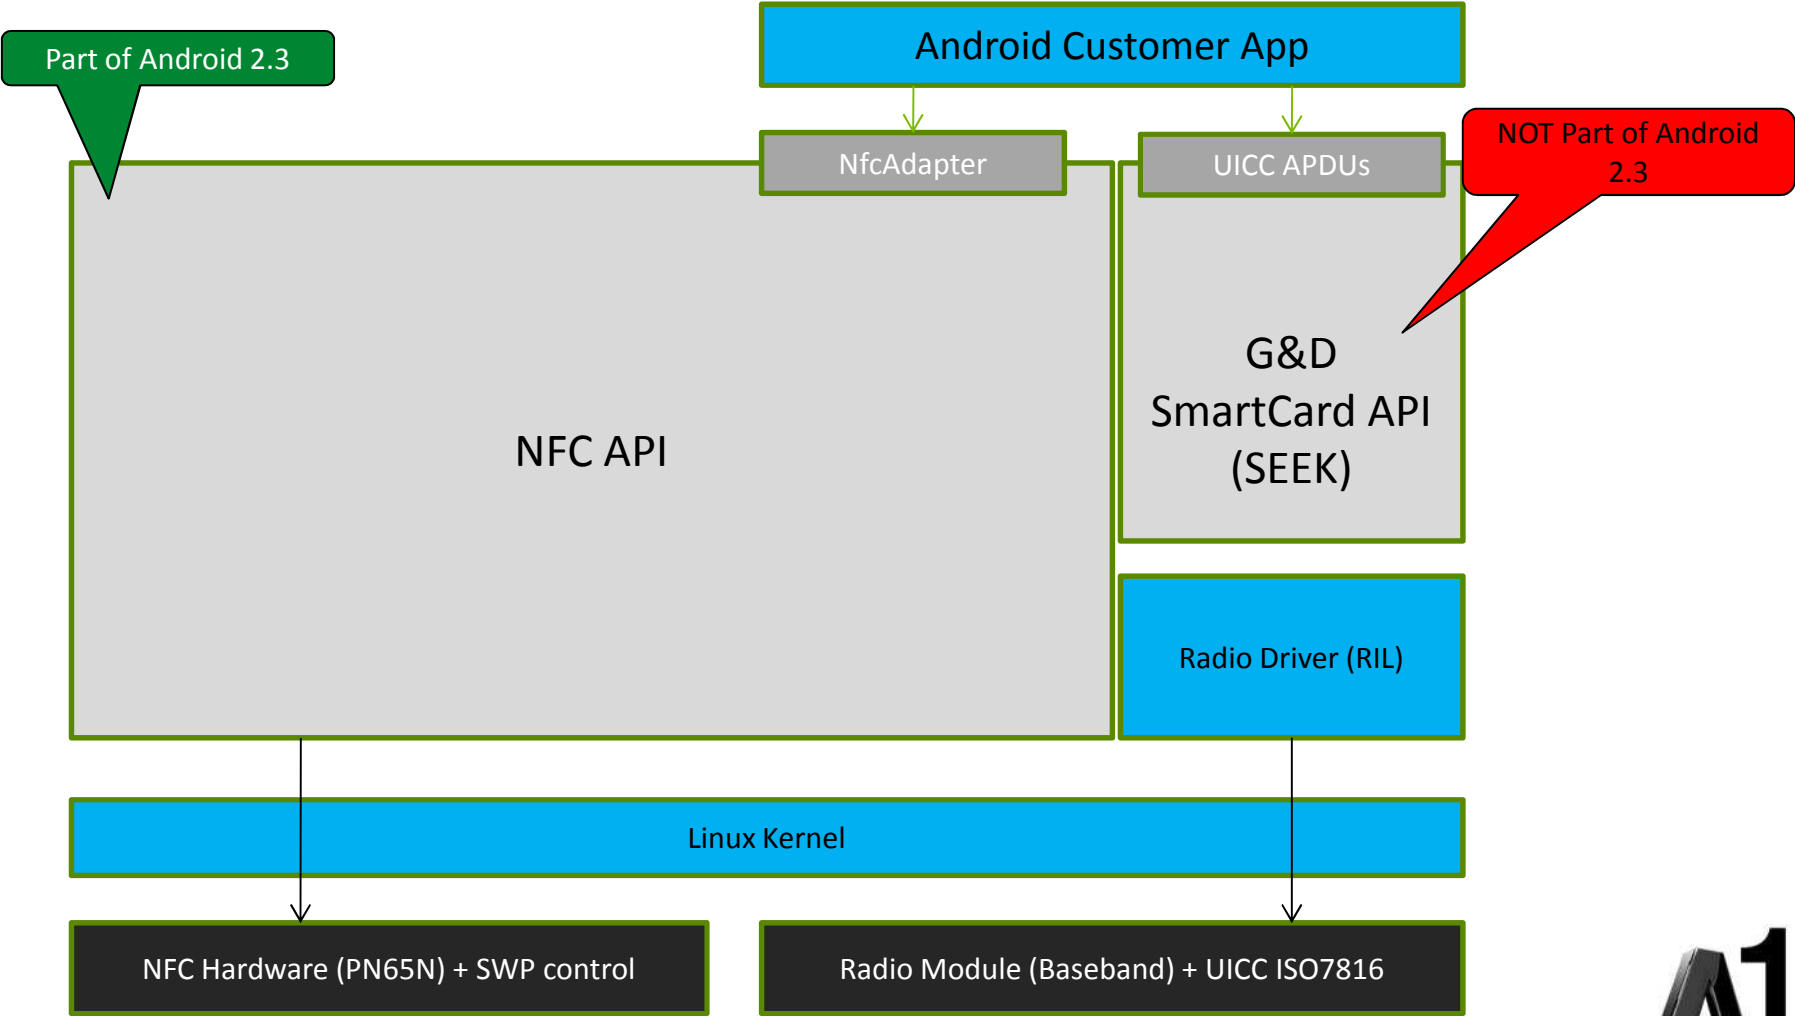 Part of Android 2.3
Android Customer App
NOT Part of Android
2.3
NfcAdapter
UICC APDUs
NFC API
G&D
SmartCard API
(SEEK)
Radio Driver (RIL)
Linux Kernel
NFC Hardware (PN65N) + SWP control
Radio Module (Baseband) + UICC ISO7816
A1